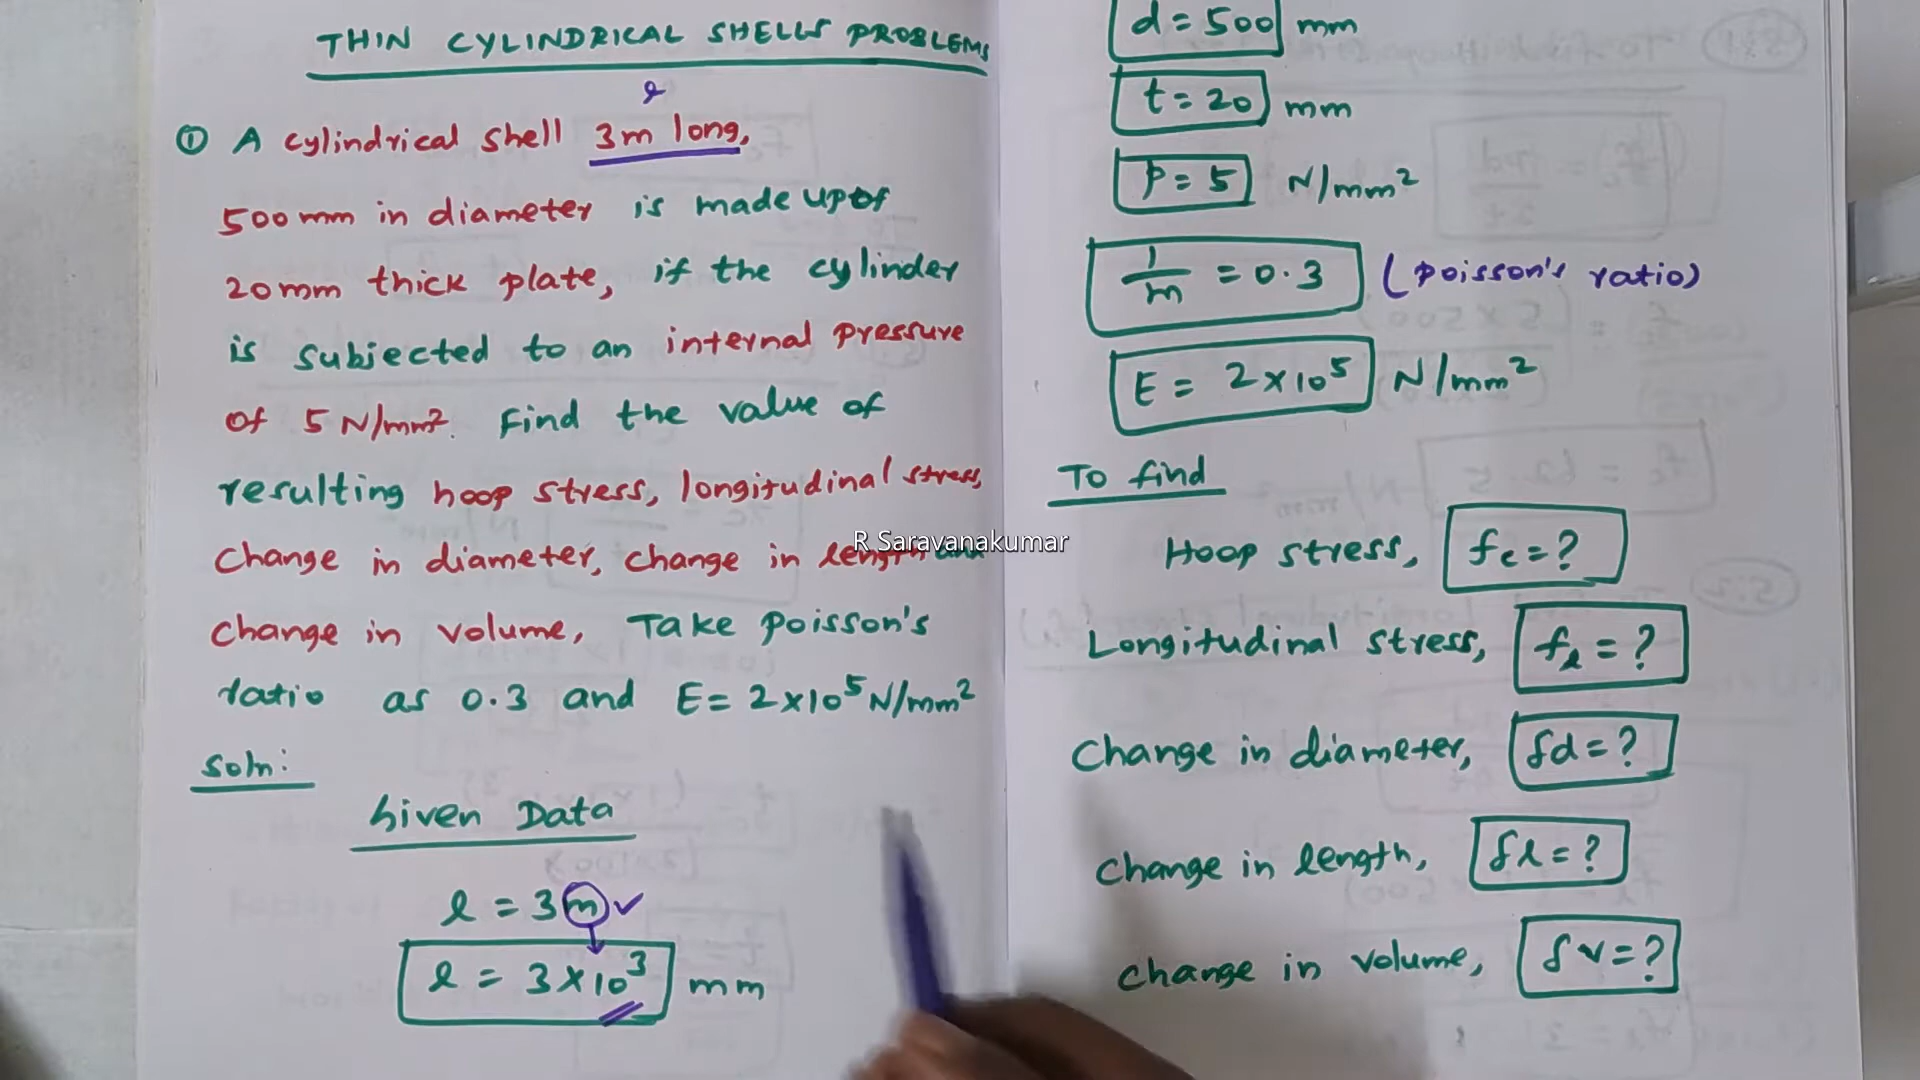 THIN CYLINDRICAL SHELLS PROBLEMS
l
① A cylindrical shell 3m long,
500mm in diameter is made upof
20mm thick plate, if the cylinder
is subjected to an internal pressure
of 5 N/mm². Find the value of
resulting hoop stress, longitudinal stress,
change in diameter, change in length and
change in volume, Take poisson's
ratio as 0.3 and E = 2×10⁵ N/mm²
Soln:
Given Data
l = 3m ✓
l = 3×10³ mm
d = 500 mm
t = 20 mm
P = 5 N/mm²
1/m = 0.3 (poisson's ratio)
E = 2×10⁵ N/mm²
To find
Hoop stress, fc = ?
Longitudinal stress, fl = ?
Change in diameter, δd = ?
Change in length, δl = ?
Change in volume, δv = ?
R Saravanakumar